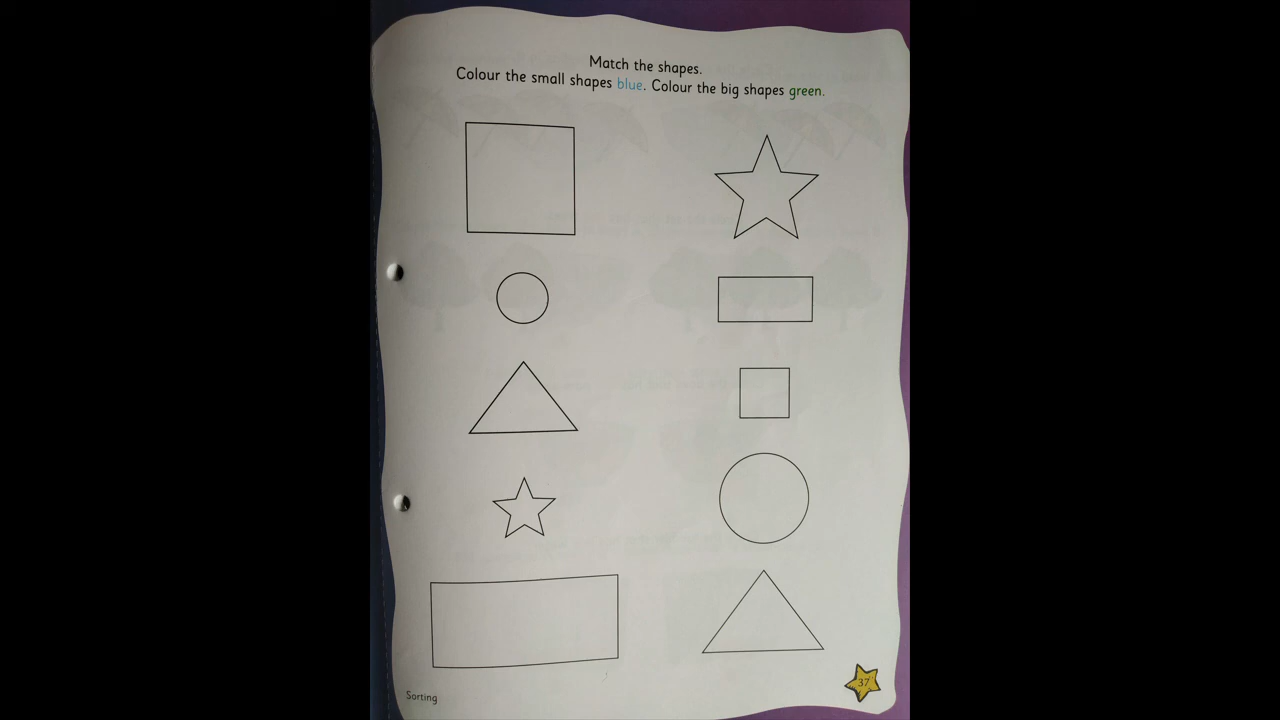 Match the shapes.
Colour the small shapes blue. Colour the big shapes green.
Sorting
37